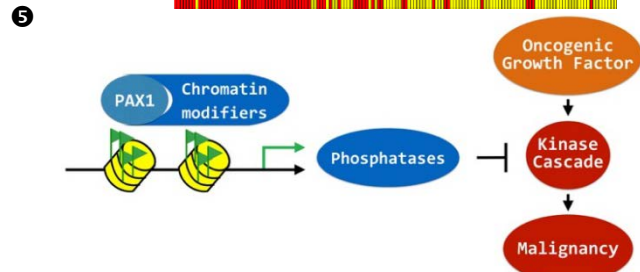 ❺
Oncogenic
Growth Factor
PAX1
Chromatin
modifiers
Phosphatases
Kinase
Cascade
Malignancy